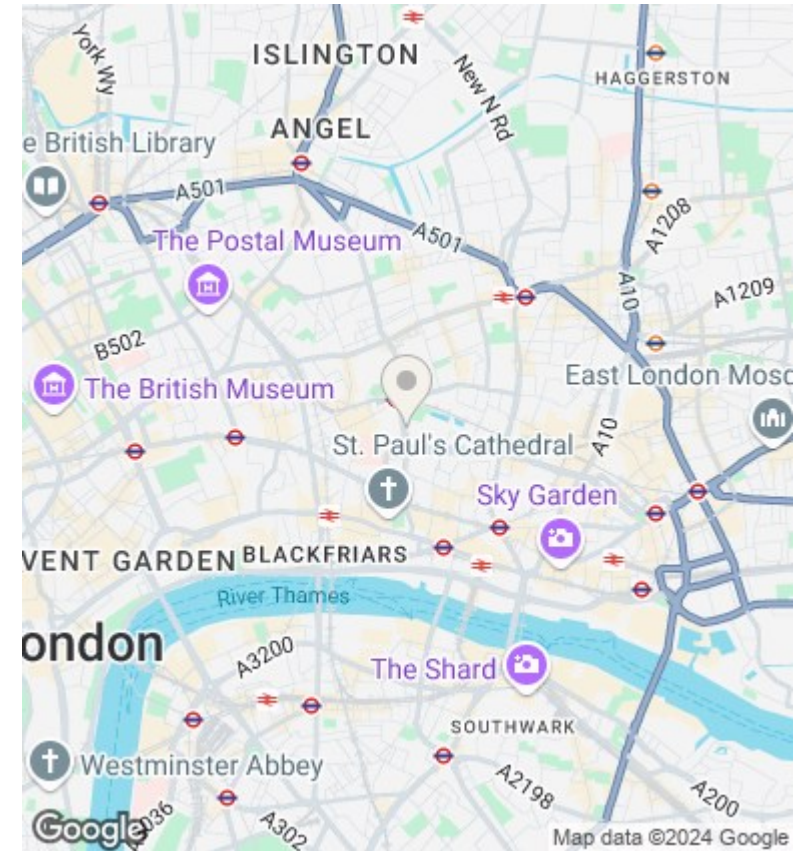 York Wy
ISLINGTON
New N Rd
HAGGERSTON
ANGEL
e British Library
A501
A1208
A501
The Postal Museum
A10
A1209
B502
The British Museum
East London Mosq
A10
St. Paul's Cathedral
Sky Garden
VENT GARDEN
BLACKFRIARS
River Thames
ondon
A3200
The Shard
SOUTHWARK
Westminster Abbey
A2198
A200
A3036
A302
Google
Map data ©2024 Google